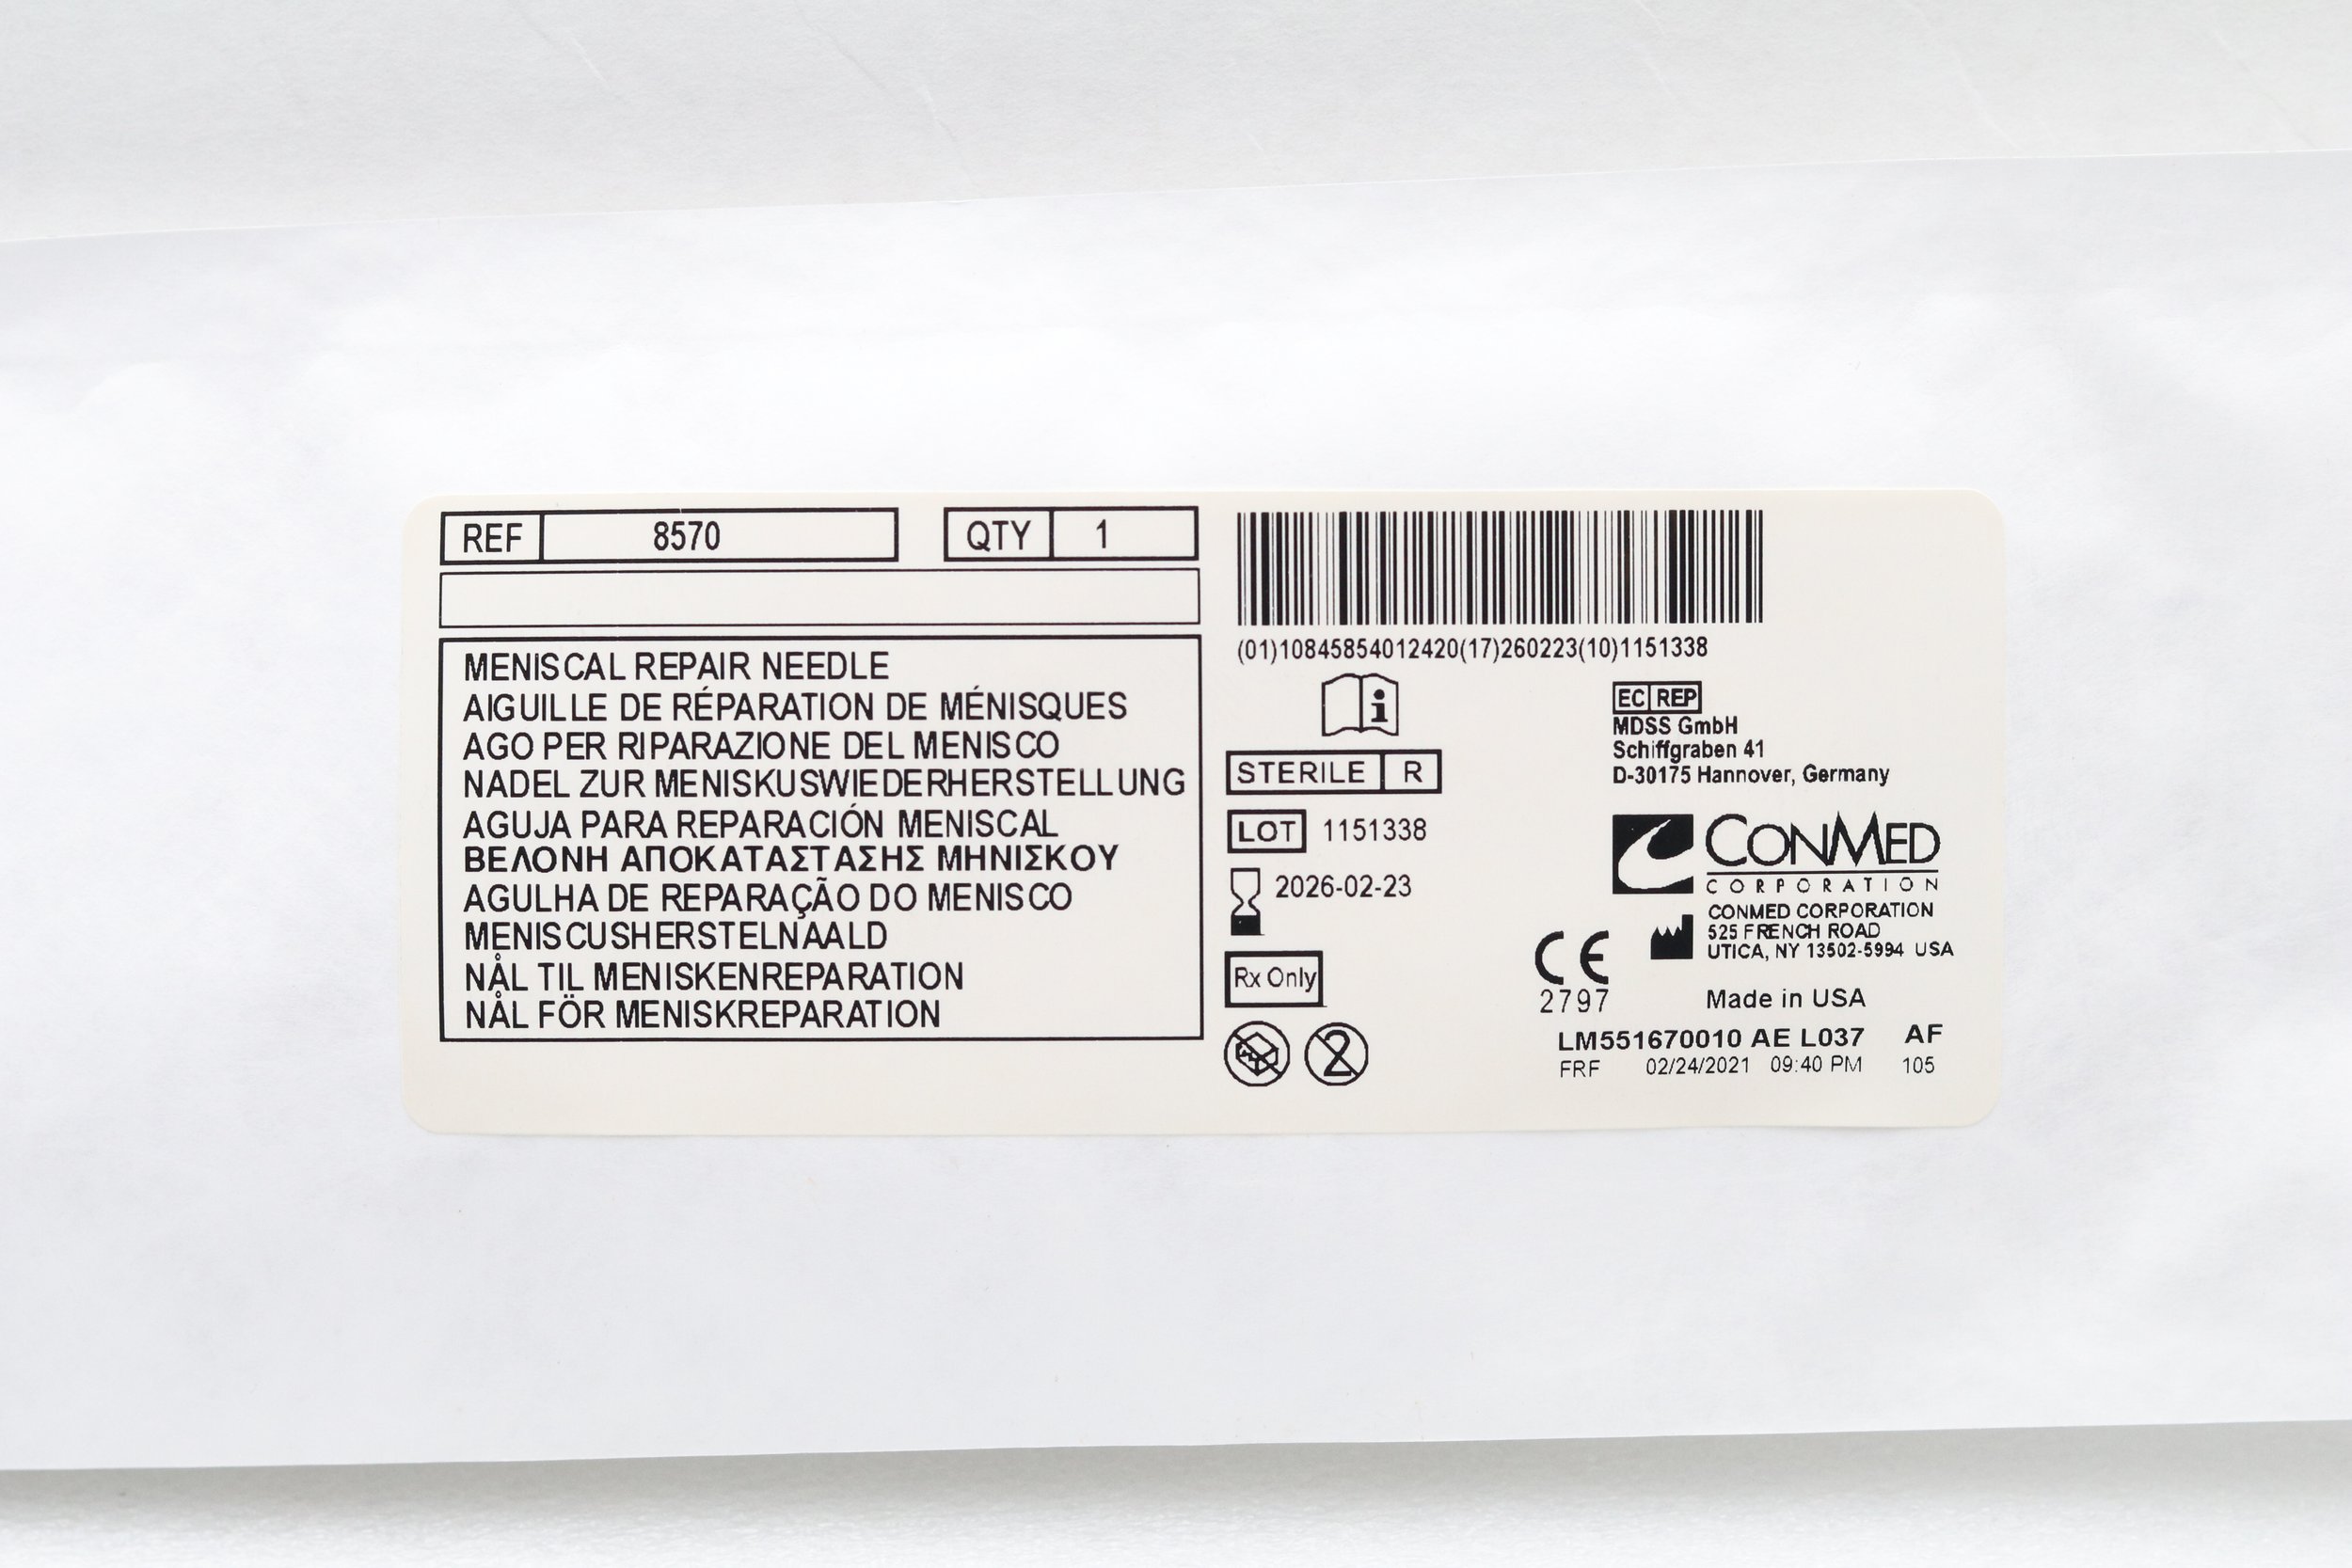 REF 8570 QTY 1
MENISCAL REPAIR NEEDLE
AIGUILLE DE RÉPARATION DE MÉNISQUES
AGO PER RIPARAZIONE DEL MENISCO
NADEL ZUR MENISKUSWIEDERHERSTELLUNG
AGUJA PARA REPARACIÓN MENISCAL
ΒΕΛΟΝΗ ΑΠΟΚΑΤΑΣΤΑΣΗΣ ΜΗΝΙΣΚΟΥ
AGULHA DE REPARAÇÃO DO MENISCO
MENISCUSHERSTELNAALD
NÅL TIL MENISKENREPARATION
NÅL FÖR MENISKREPARATION
(01)10845854012420(17)260223(10)1151338
STERILE R
LOT 1151338
2026-02-23
Rx Only
2
EC REP
MDSS GmbH
Schiffgraben 41
D-30175 Hannover, Germany
CONMED
CORPORATION
CONMED CORPORATION
525 FRENCH ROAD
UTICA, NY 13502-5994 USA
CE
2797
Made in USA
LM551670010 AE L037 AF
FRF 02/24/2021 09:40 PM 105